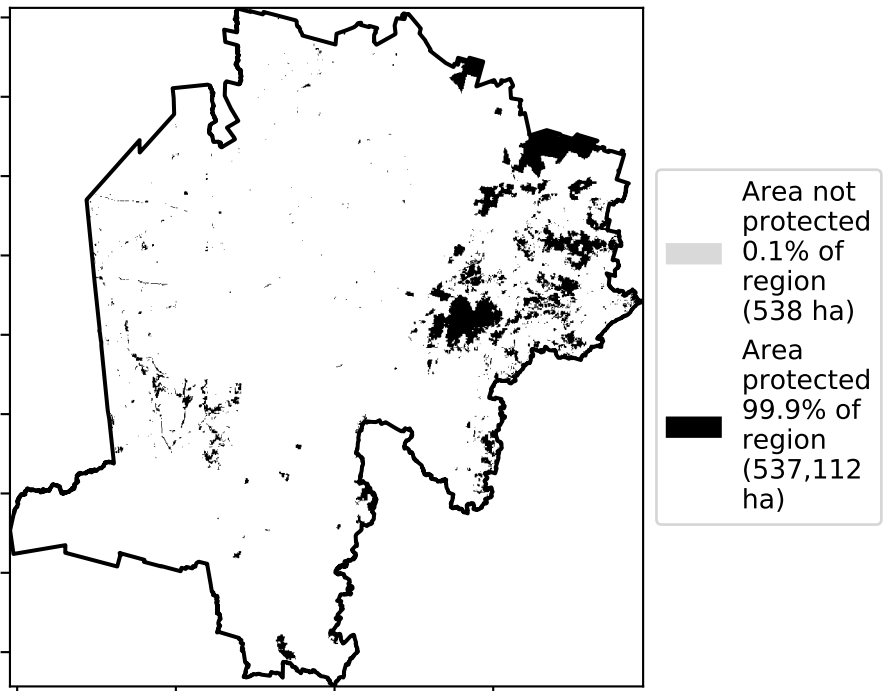 Area not
protected
0.1% of
region
(538 ha)
Area
protected
99.9% of
region
(537,112
ha)